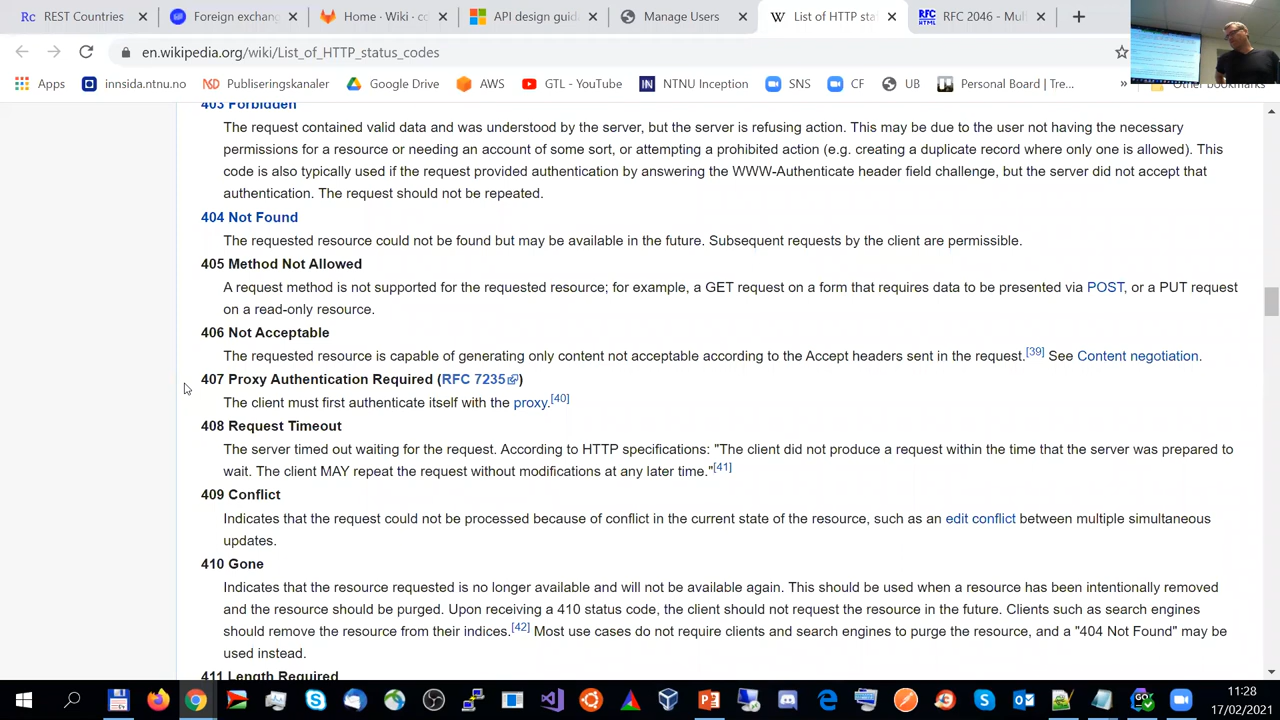 REST Countries
Foreign exchan
Home · Wiki · c
API design guid
Manage Users
List of HTTP sta
RFC 2046 - Mul
en.wikipedia.org/wiki/List_of_HTTP_status_codes
Apps
innsida.ntnu.no
Publiseringskanaler
Google D
AWS
GTL - YouTube
NTNU Integration
SNS
CF
UB
Personal Board | Tre...
»
Other bookmarks
403 Forbidden
The request contained valid data and was understood by the server, but the server is refusing action. This may be due to the user not having the necessary
permissions for a resource or needing an account of some sort, or attempting a prohibited action (e.g. creating a duplicate record where only one is allowed). This
code is also typically used if the request provided authentication by answering the WWW-Authenticate header field challenge, but the server did not accept that
authentication. The request should not be repeated.
404 Not Found
The requested resource could not be found but may be available in the future. Subsequent requests by the client are permissible.
405 Method Not Allowed
A request method is not supported for the requested resource; for example, a GET request on a form that requires data to be presented via POST, or a PUT request
on a read-only resource.
406 Not Acceptable
The requested resource is capable of generating only content not acceptable according to the Accept headers sent in the request.[39] See Content negotiation.
407 Proxy Authentication Required (RFC 7235)
The client must first authenticate itself with the proxy.[40]
408 Request Timeout
The server timed out waiting for the request. According to HTTP specifications: "The client did not produce a request within the time that the server was prepared to
wait. The client MAY repeat the request without modifications at any later time."[41]
409 Conflict
Indicates that the request could not be processed because of conflict in the current state of the resource, such as an edit conflict between multiple simultaneous
updates.
410 Gone
Indicates that the resource requested is no longer available and will not be available again. This should be used when a resource has been intentionally removed
and the resource should be purged. Upon receiving a 410 status code, the client should not request the resource in the future. Clients such as search engines
should remove the resource from their indices.[42] Most use cases do not require clients and search engines to purge the resource, and a "404 Not Found" may be
used instead.
411 Length Required
11:28
17/02/2021